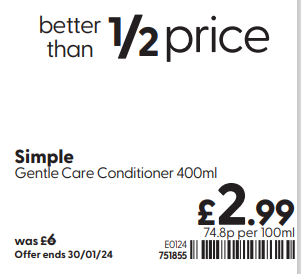 better than 1/2 price
Simple
Gentle Care Conditioner 400ml
£2.99
74.8p per 100ml
was £6
Offer ends 30/01/24
E0124
751855